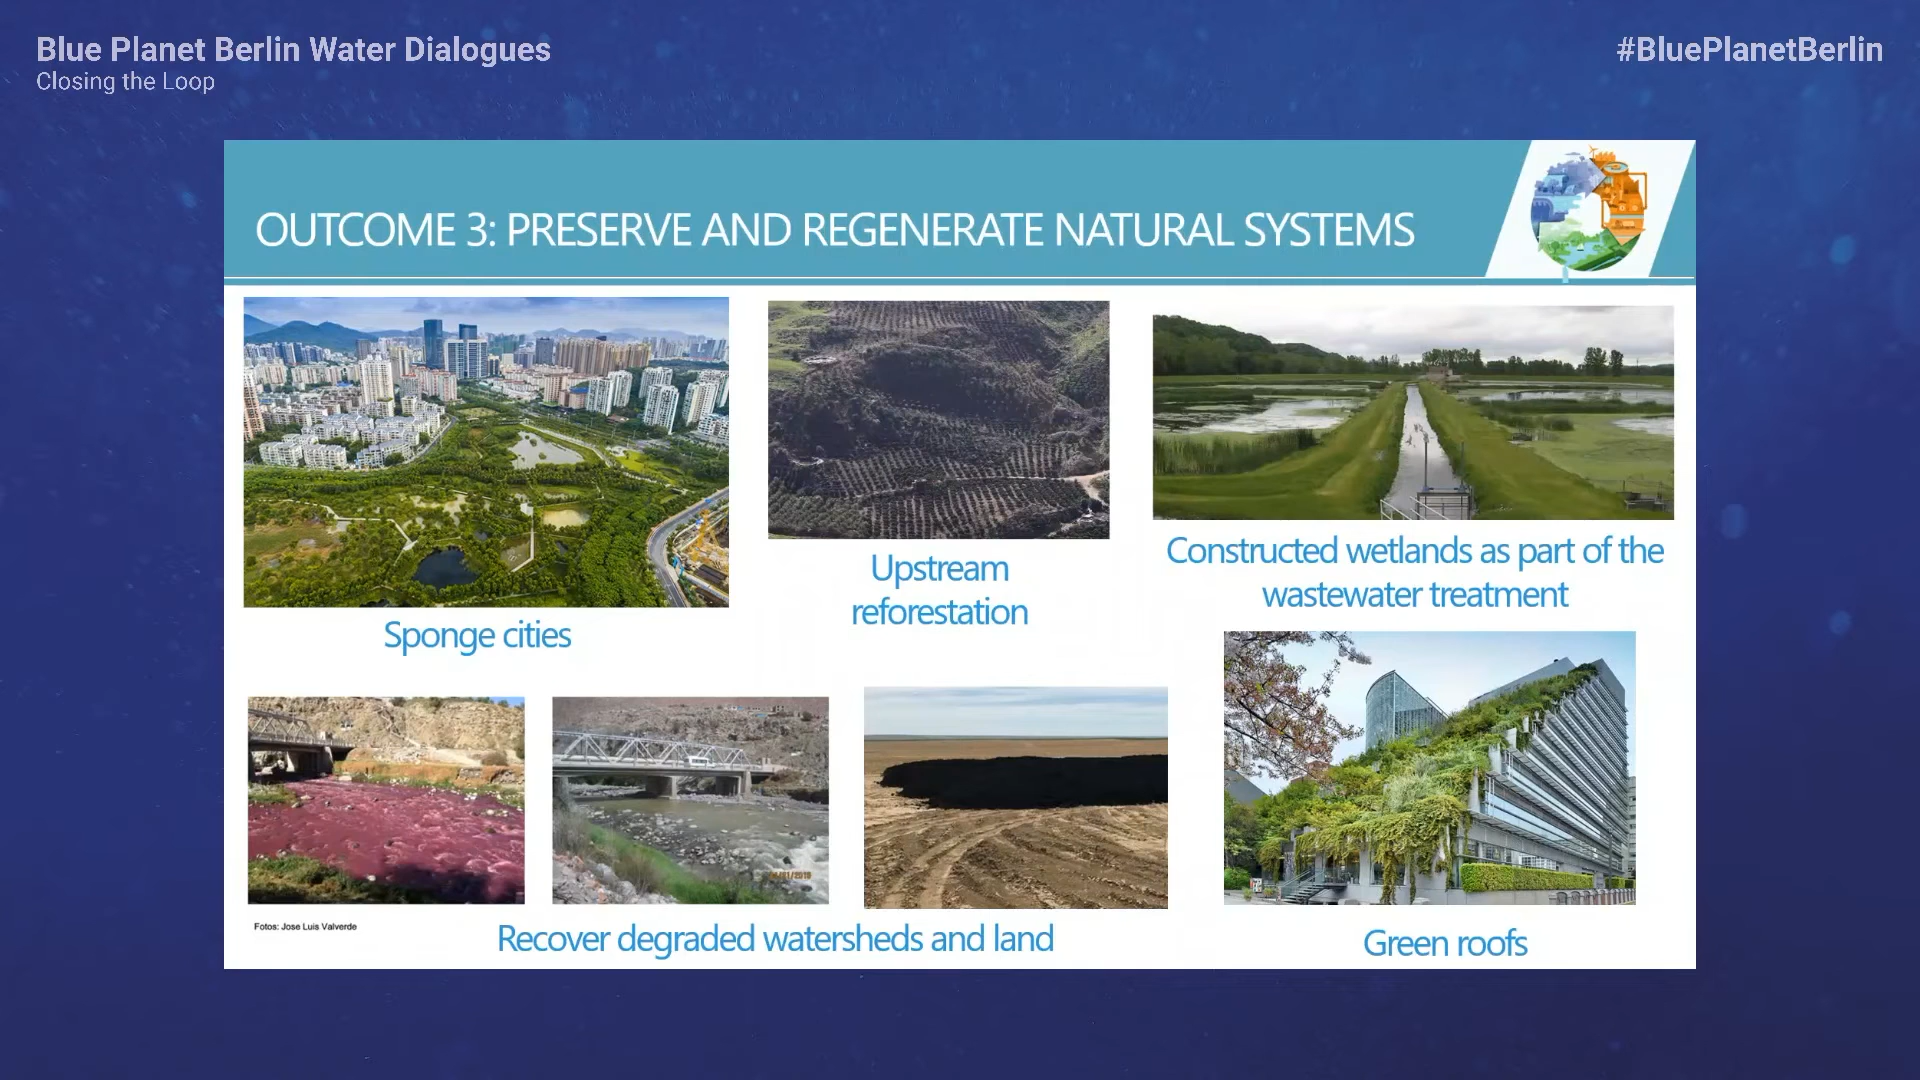 Blue Planet Berlin Water Dialogues
Closing the Loop
#BluePlanetBerlin
OUTCOME 3: PRESERVE AND REGENERATE NATURAL SYSTEMS
Sponge cities
Upstream
reforestation
Constructed wetlands as part of the
wastewater treatment
Fotos: Jose Luis Valverde
Recover degraded watersheds and land
Green roofs